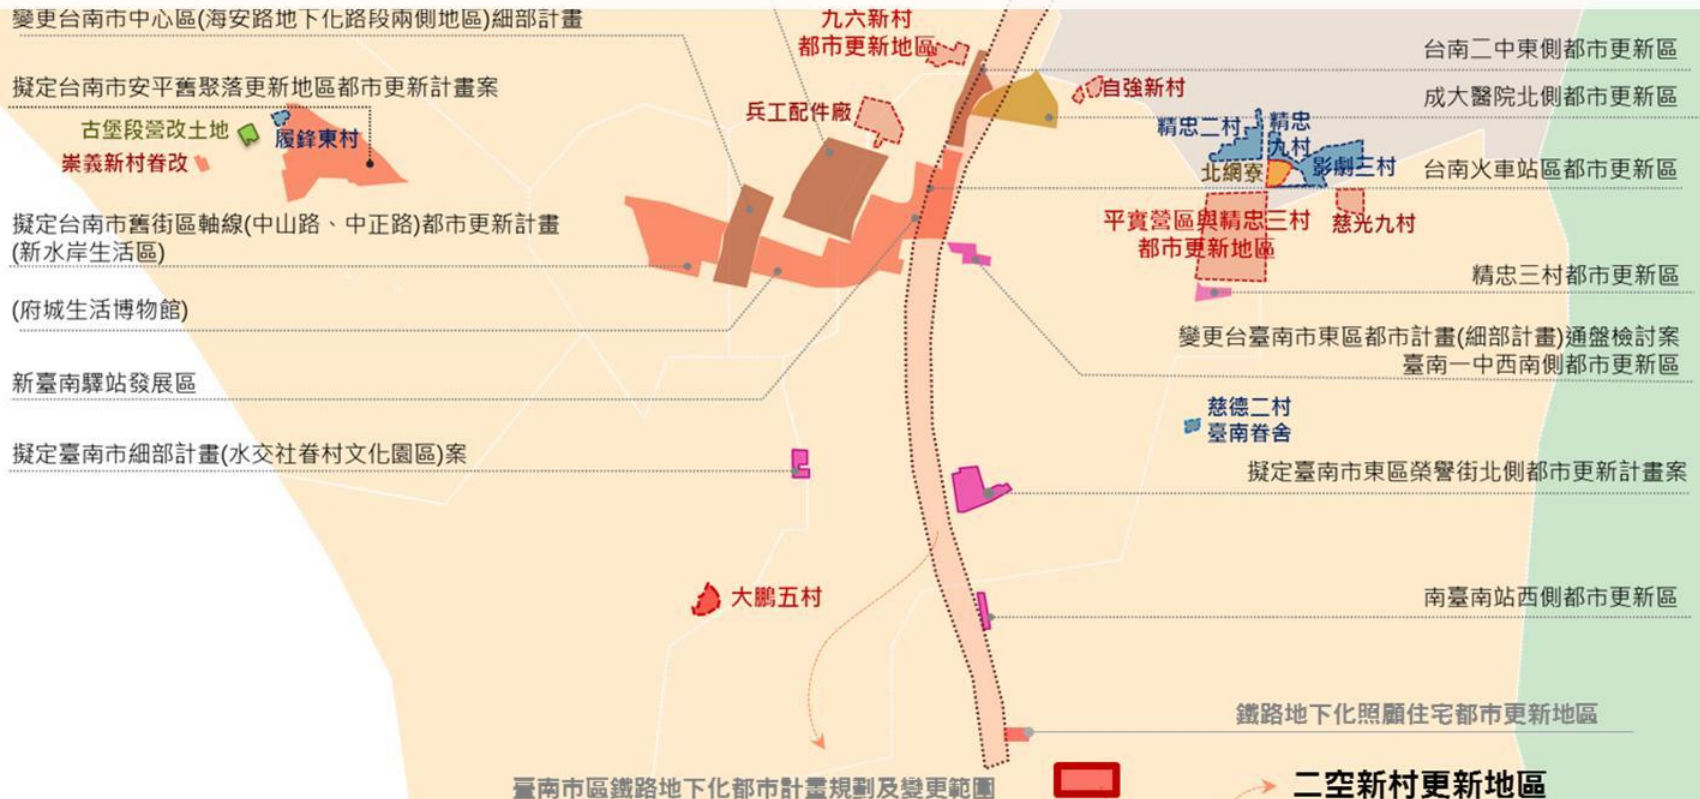 變更台南市中心區(海安路地下化路段兩側地區)細部計畫
擬定台南市安平舊聚落更新地區都市更新計畫案
古堡段營改土地
履鋒東村
崇義新村眷改
擬定台南市舊街區軸線(中山路、中正路)都市更新計畫
(新水岸生活區)
(府城生活博物館)
新臺南驛站發展區
擬定臺南市細部計畫(水交社眷村文化園區)案
九六新村
都市更新地區
兵工配件廠
大鵬五村
自強新村
精忠二村
精忠
九村
北網寮
影劇三村
平實營區與精忠三村
都市更新地區
慈光九村
慈德二村
臺南眷舍
台南二中東側都市更新區
成大醫院北側都市更新區
台南火車站區都市更新區
精忠三村都市更新區
變更台臺南市東區都市計畫(細部計畫)通盤檢討案
臺南一中西南側都市更新區
擬定臺南市東區榮譽街北側都市更新計畫案
南臺南站西側都市更新區
鐵路地下化照顧住宅都市更新地區
臺南市區鐵路地下化都市計畫規劃及變更範圍
二空新村更新地區